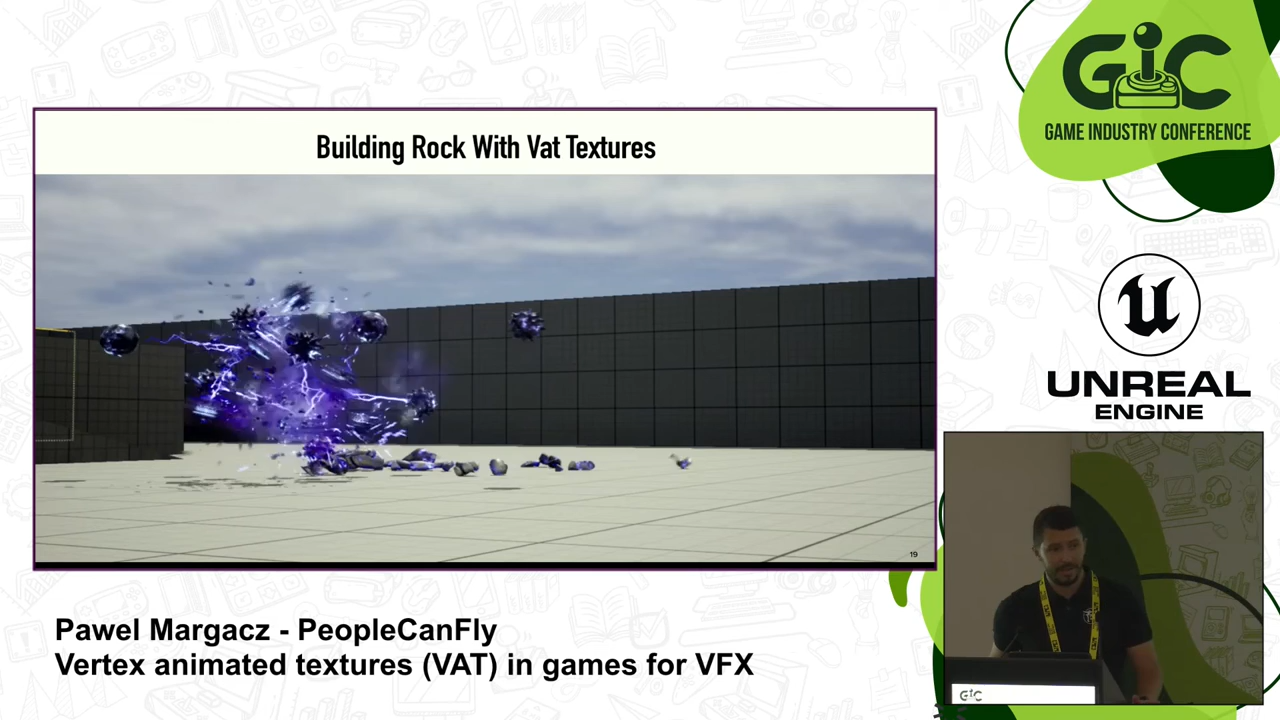 GIC
GAME INDUSTRY CONFERENCE
Building Rock With Vat Textures
UNREAL
ENGINE
19
Pawel Margacz - PeopleCanFly
Vertex animated textures (VAT) in games for VFX
GIC